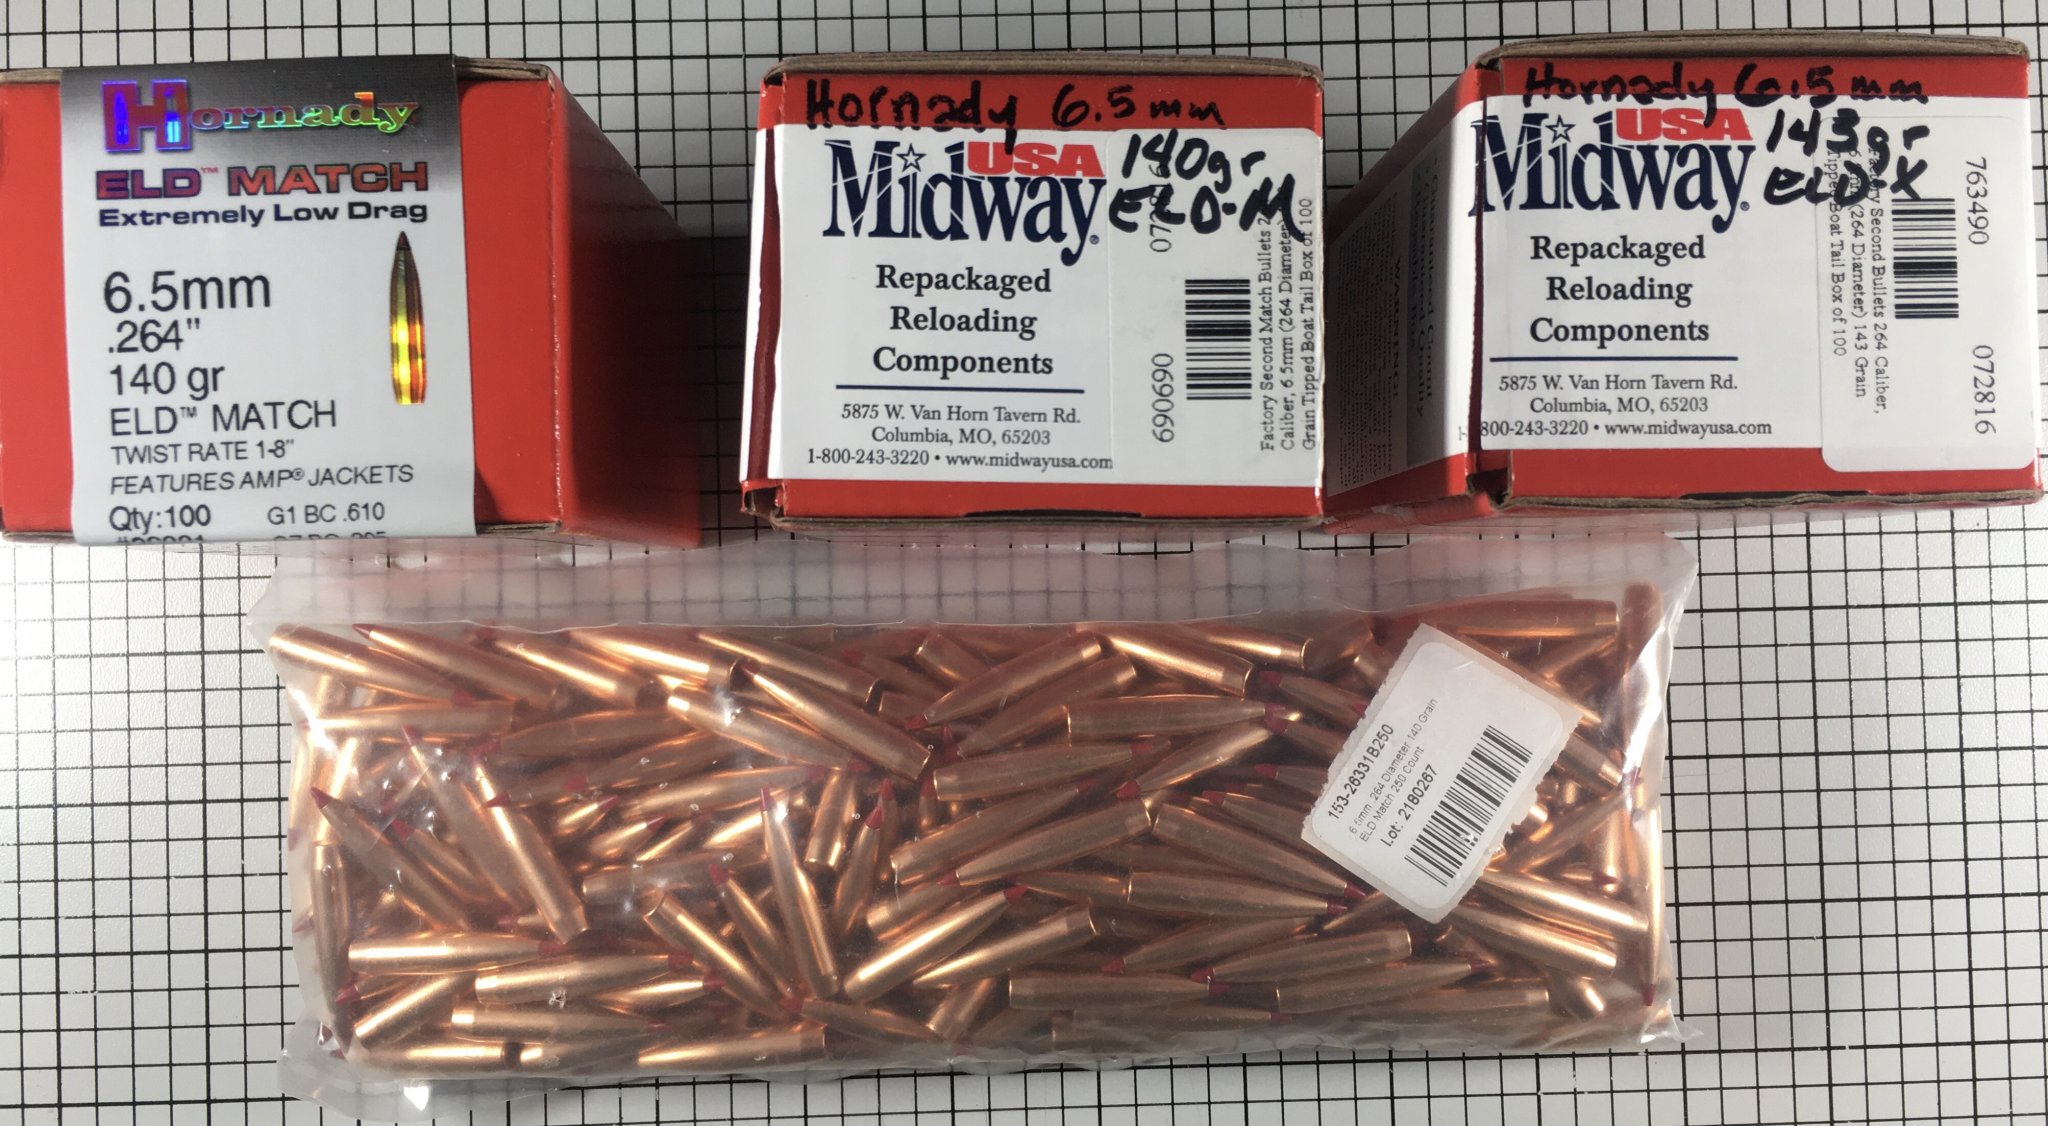 Hornady
ELD™ MATCH
Extremely Low Drag
6.5mm
.264"
140 gr
ELD™ MATCH
TWIST RATE 1-8"
FEATURES AMP® JACKETS
Qty:100 G1 BC .610
Hornady 6.5mm
140gr
ELD-M
MidwayUSA
Repackaged
Reloading
Components
5875 W. Van Horn Tavern Rd.
Columbia, MO, 65203
1-800-243-3220 • www.midwayusa.com
070
690690
Factory Second Match Bullets
Caliber, 6.5mm (264 Diameter)
Grain Tipped Boat Tail Box of 100
Hornady 6.5mm
143gr
ELD-X
MidwayUSA
Repackaged
Reloading
Components
5875 W. Van Horn Tavern Rd.
Columbia, MO, 65203
1-800-243-3220 • www.midwayusa.com
763490
072816
Factory Second Bullets 264 Caliber,
(264 Diameter) 143 Grain
Tipped Boat Tail Box of 100
WARNING!
153-26331B250
6.5mm .264 Diameter 140 Grain
ELD Match 250 Count
Lot: 2180267